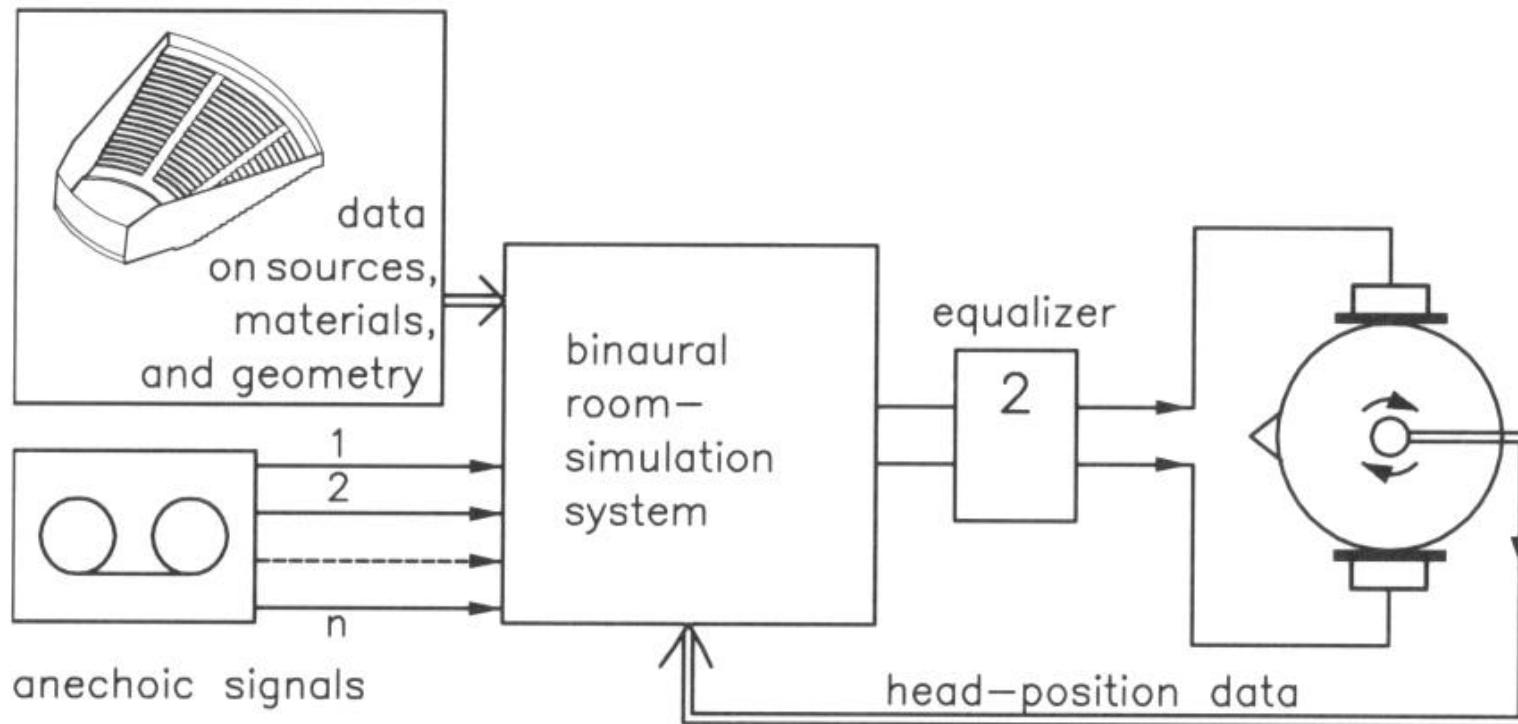 data
on sources,
materials,
and geometry
1
2
n
anechoic signals
binaural
room-
simulation
system
equalizer
2
head-position data